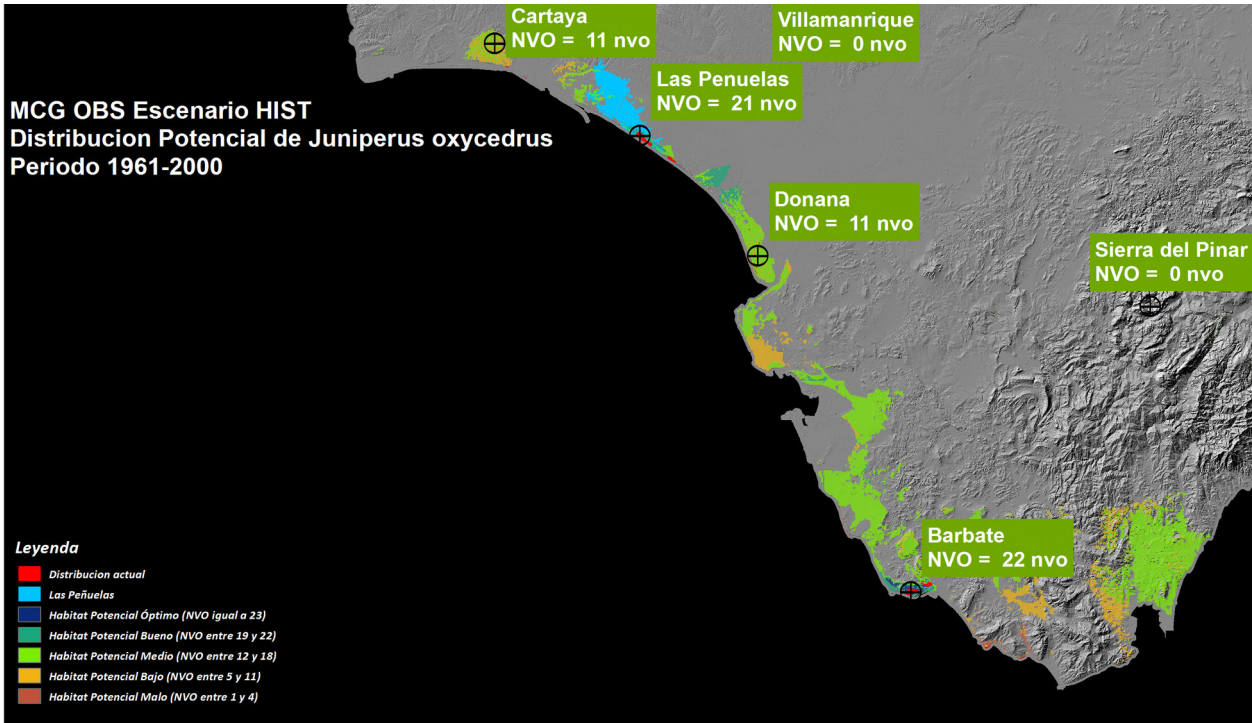 Cartaya
NVO =  11 nvo
Villamanrique
NVO =  0 nvo
Las Penuelas
NVO =  21 nvo
MCG OBS Escenario HIST
Distribucion Potencial de Juniperus oxycedrus
Periodo 1961-2000
Donana
NVO =  11 nvo
Sierra del Pinar
NVO =  0 nvo
Barbate
NVO =  22 nvo
Leyenda
Distribucion actual
Las Peñuelas
Habitat Potencial Óptimo (NVO igual a 23)
Habitat Potencial Bueno (NVO entre 19 y 22)
Habitat Potencial Medio (NVO entre 12 y 18)
Habitat Potencial Bajo (NVO entre 5 y 11)
Habitat Potencial Malo (NVO entre 1 y 4)